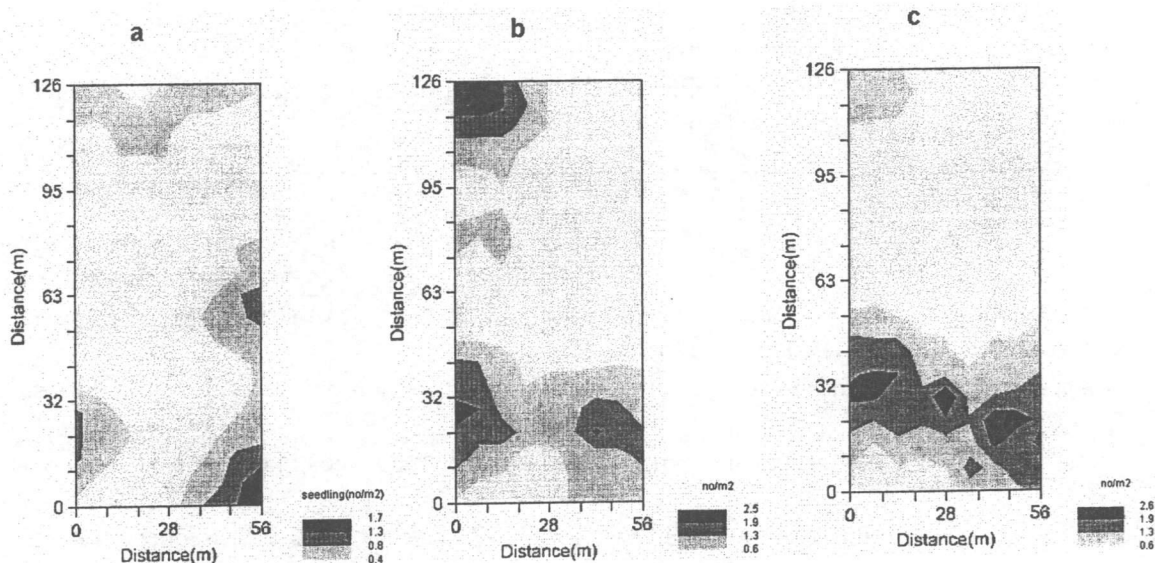 a
126
95
63
32
0
Distance(m)
0 28 56
Distance(m)
seedling(no/m2)
1.7
1.3
0.8
0.4
b
126
95
63
32
0
Distance(m)
0 28 56
Distance(m)
no/m2
2.5
1.9
1.3
0.6
c
126
95
63
32
0
Distance(m)
0 28 56
Distance(m)
no/m2
2.6
1.9
1.3
0.6